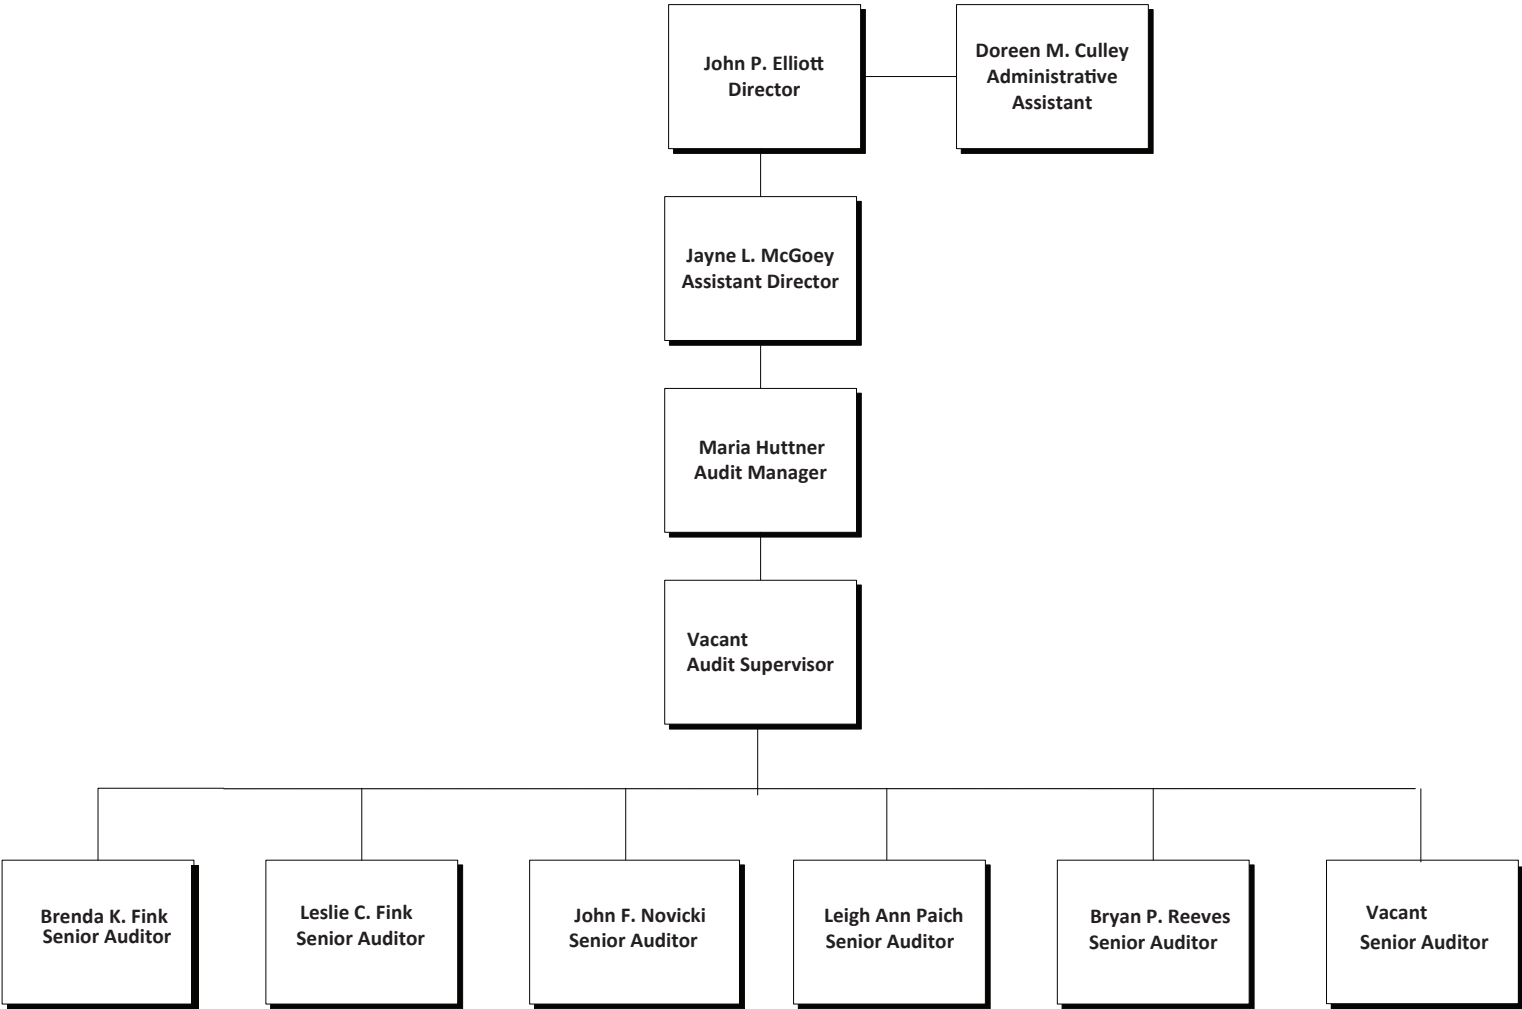 John P. Elliott
Director
Doreen M. Culley
Administrative
Assistant
Jayne L. McGoey
Assistant Director
Maria Huttner
Audit Manager
Vacant
Audit Supervisor
Brenda K. Fink
Senior Auditor
Leslie C. Fink
Senior Auditor
John F. Novicki
Senior Auditor
Leigh Ann Paich
Senior Auditor
Bryan P. Reeves
Senior Auditor
Vacant
Senior Auditor